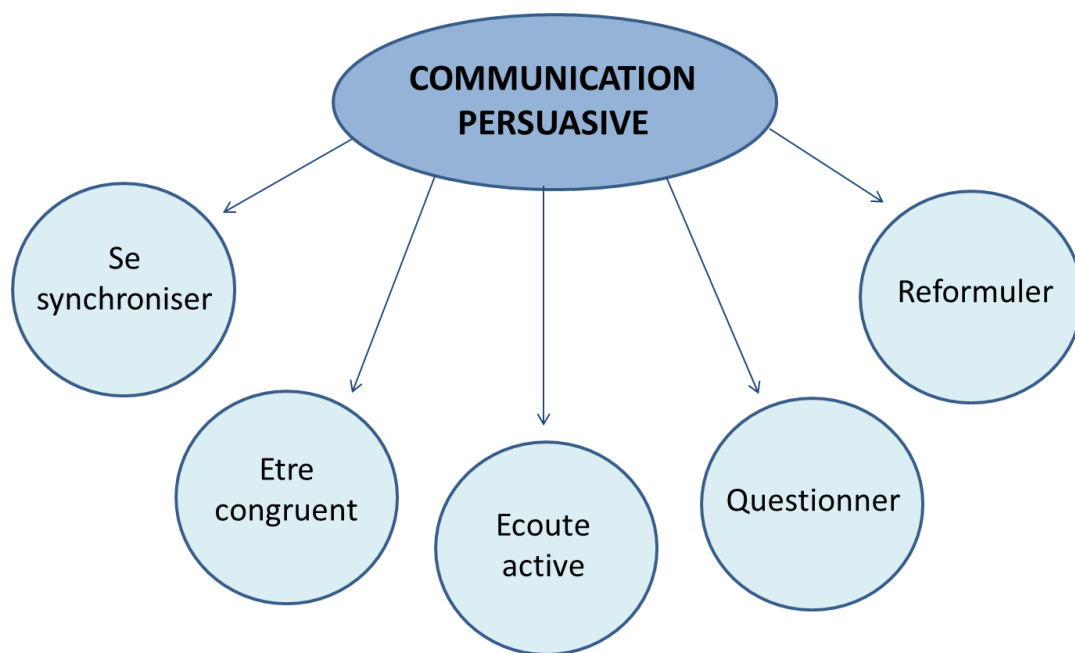 COMMUNICATION
PERSUASIVE
Se
synchroniser
Etre
congruent
Ecoute
active
Questionner
Reformuler